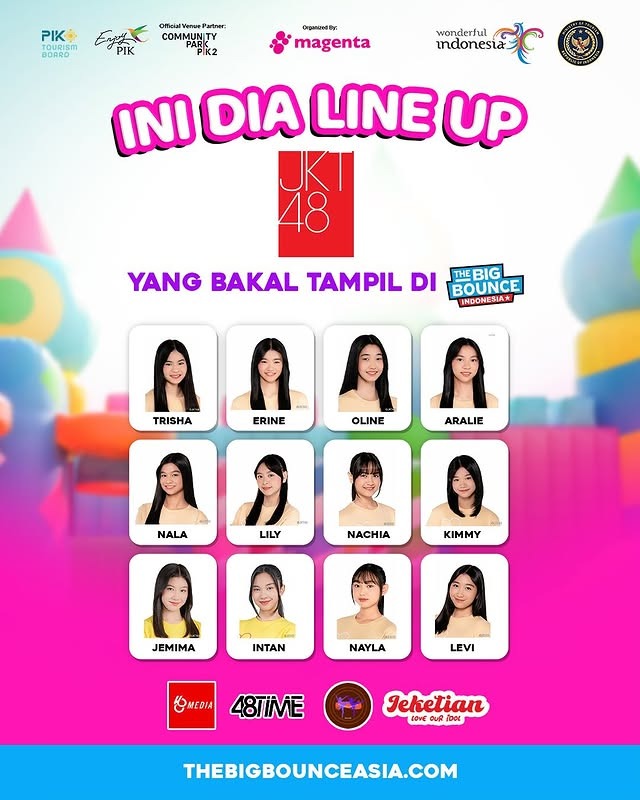 PIK
TOURISM
BOARD
Enjoy
PIK
Official Venue Partner:
COMMUNITY
PARK
PIK2
Organized By:
magenta
wonderful
indonesia
INI DIA LINE UP
JKT
48
YANG BAKAL TAMPIL DI
THE BIG
BOUNCE
INDONESIA
TRISHA
ERINE
OLINE
ARALIE
NALA
LILY
NACHIA
KIMMY
JEMIMA
INTAN
NAYLA
LEVI
MEDIA
48TIME
Jeketian
LOVE OUR IDOL
THEBIGBOUNCEASIA.COM